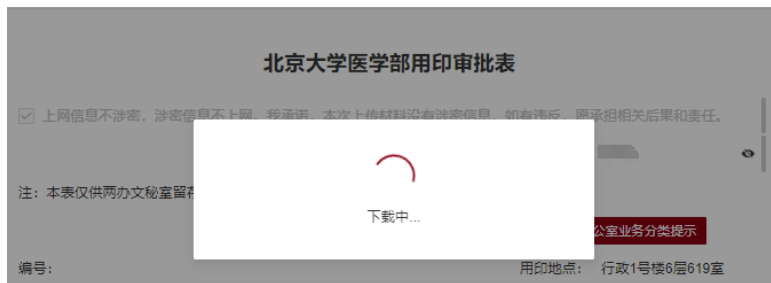 北京大学医学部用印审批表
上网信息不涉密，涉密信息不上网。我承诺，本次上传材料没有涉密信息，如有违反，愿承担相关后果和责任。
注：本表仅供两办文秘室留存
下载中...
公室业务分类提示
编号：
用印地点： 行政1号楼6层619室